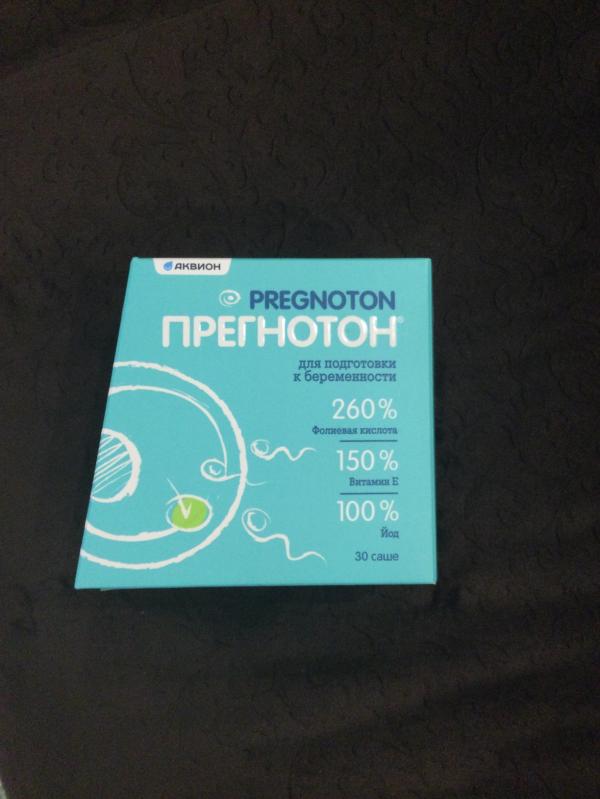 АКВИОН
PREGNOTON
ПРЕГНОТОН®
для подготовки
к беременности
260%
Фолиевая кислота
150%
Витамин Е
100%
Йод
30 саше